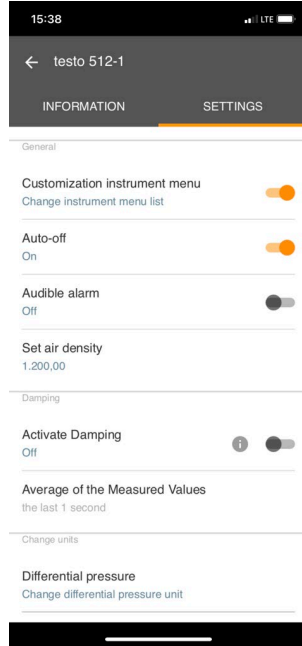 15:38
LTE
testo 512-1
INFORMATION SETTINGS
General
Customization instrument menu
Change instrument menu list
Auto-off
On
Audible alarm
Off
Set air density
1.200,00
Damping
Activate Damping
Off
Average of the Measured Values
the last 1 second
Change units
Differential pressure
Change differential pressure unit